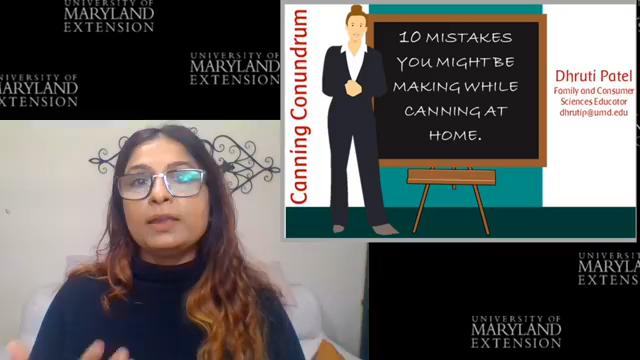 UNIVERSITY OF
MARYLAND
EXTENSION
UNIVERSITY OF
MARYLAND
EXTENSION
UNIVERSITY OF
MARYLAND
EXTENSION
Canning Conundrum
10 MISTAKES
YOU MIGHT BE
MAKING WHILE
CANNING AT
HOME.
Dhruti Patel
Family and Consumer
Sciences Educator
dhrutip@umd.edu
UNIVERSITY OF
MARYLAND
EXTENSION
UNIVERSITY OF
MARYLAND
EXTENSION